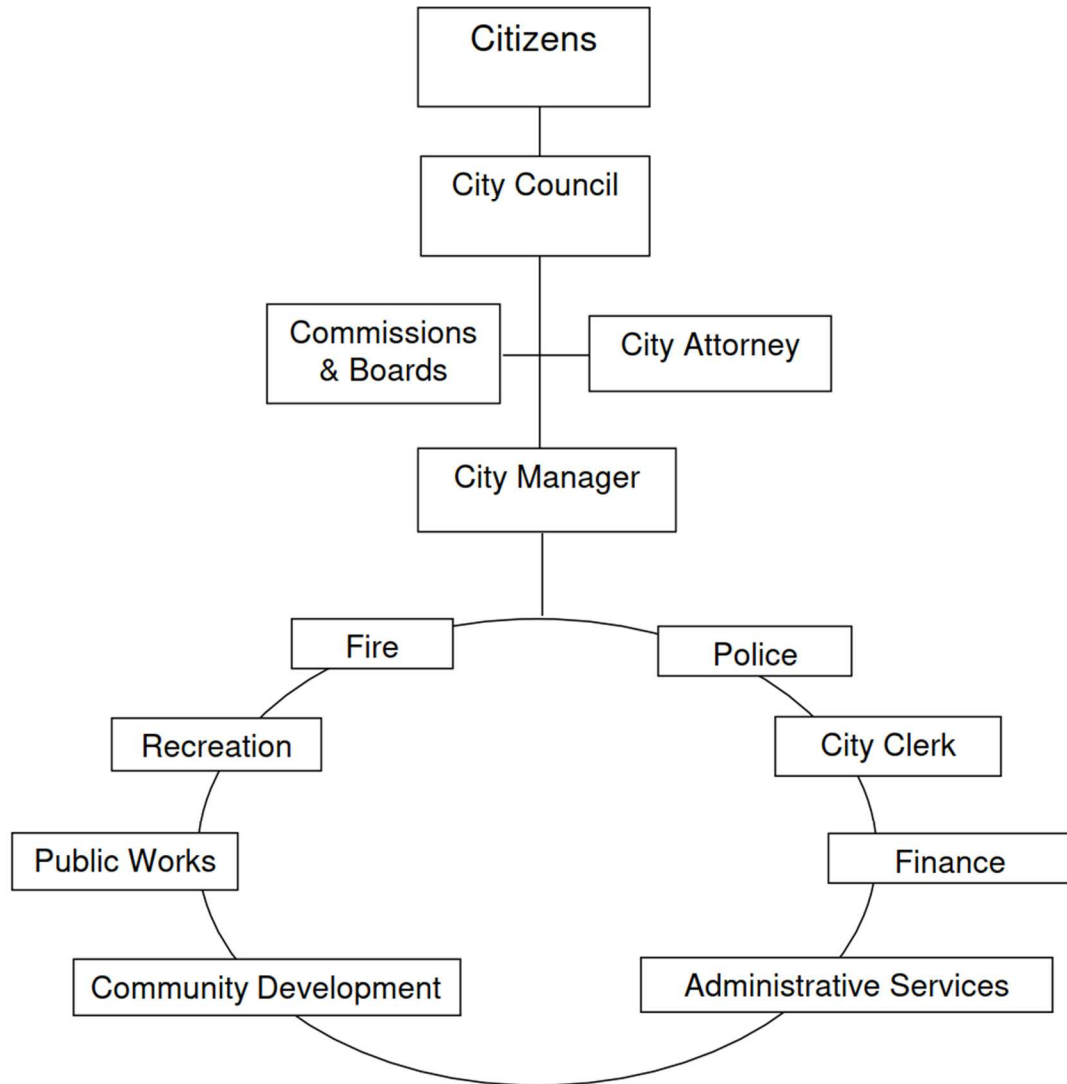 Citizens
City Council
Commissions
& Boards
City Attorney
City Manager
Fire
Police
Recreation
City Clerk
Public Works
Finance
Community Development
Administrative Services